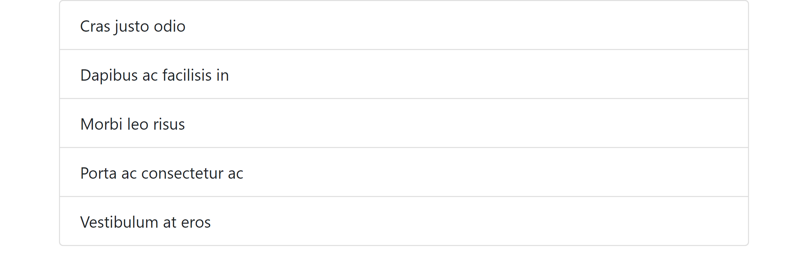 Cras justo odio
Dapibus ac facilisis in
Morbi leo risus
Porta ac consectetur ac
Vestibulum at eros